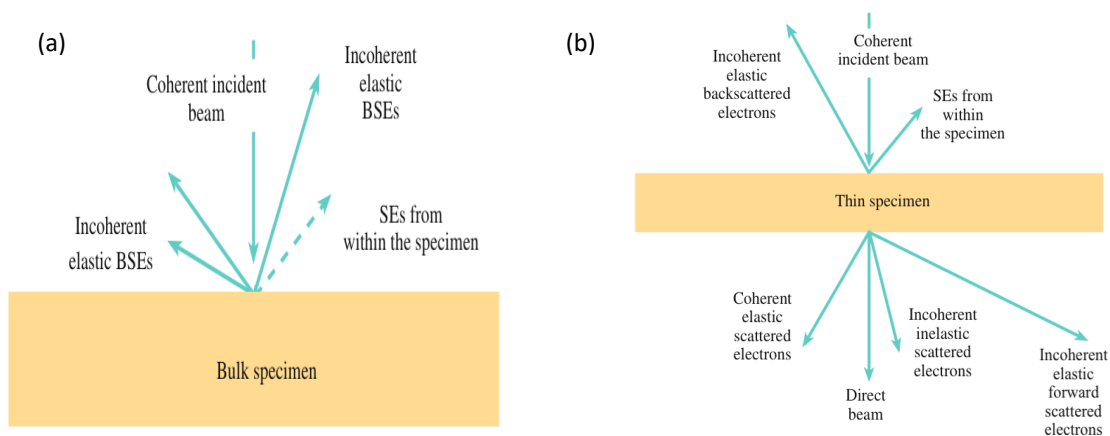 (a)
Coherent incident
beam
Incoherent
elastic
BSEs
Incoherent
elastic BSEs
SEs from
within the specimen
Bulk specimen
(b)
Incoherent
elastic
backscattered
electrons
Coherent
incident beam
SEs from
within
the specimen
Thin specimen
Coherent
elastic
scattered
electrons
Direct
beam
Incoherent
inelastic
scattered
electrons
Incoherent
elastic
forward
scattered
electrons